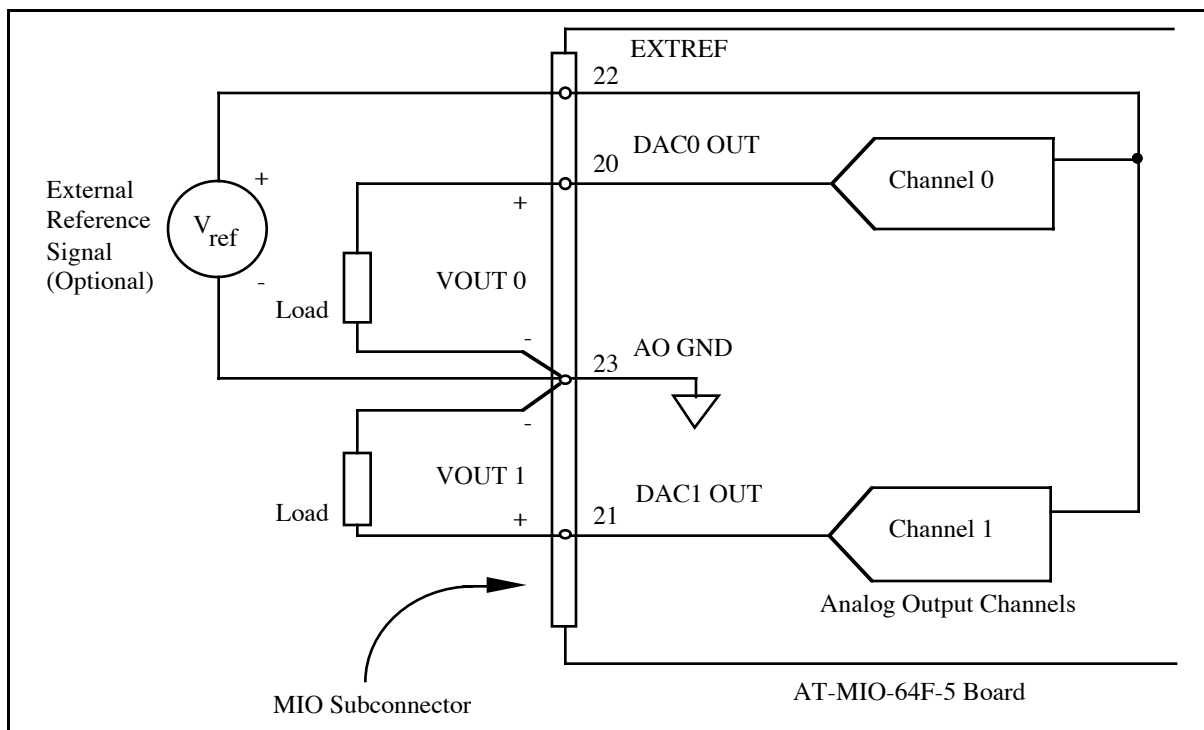 EXTREF
22
DAC0 OUT
20
Channel 0
External
Reference
Signal
(Optional)
+
V
ref
-
+
VOUT 0
Load
-
23
AO GND
-
VOUT 1
Load
+
21
DAC1 OUT
Channel 1
Analog Output Channels
MIO Subconnector
AT-MIO-64F-5 Board